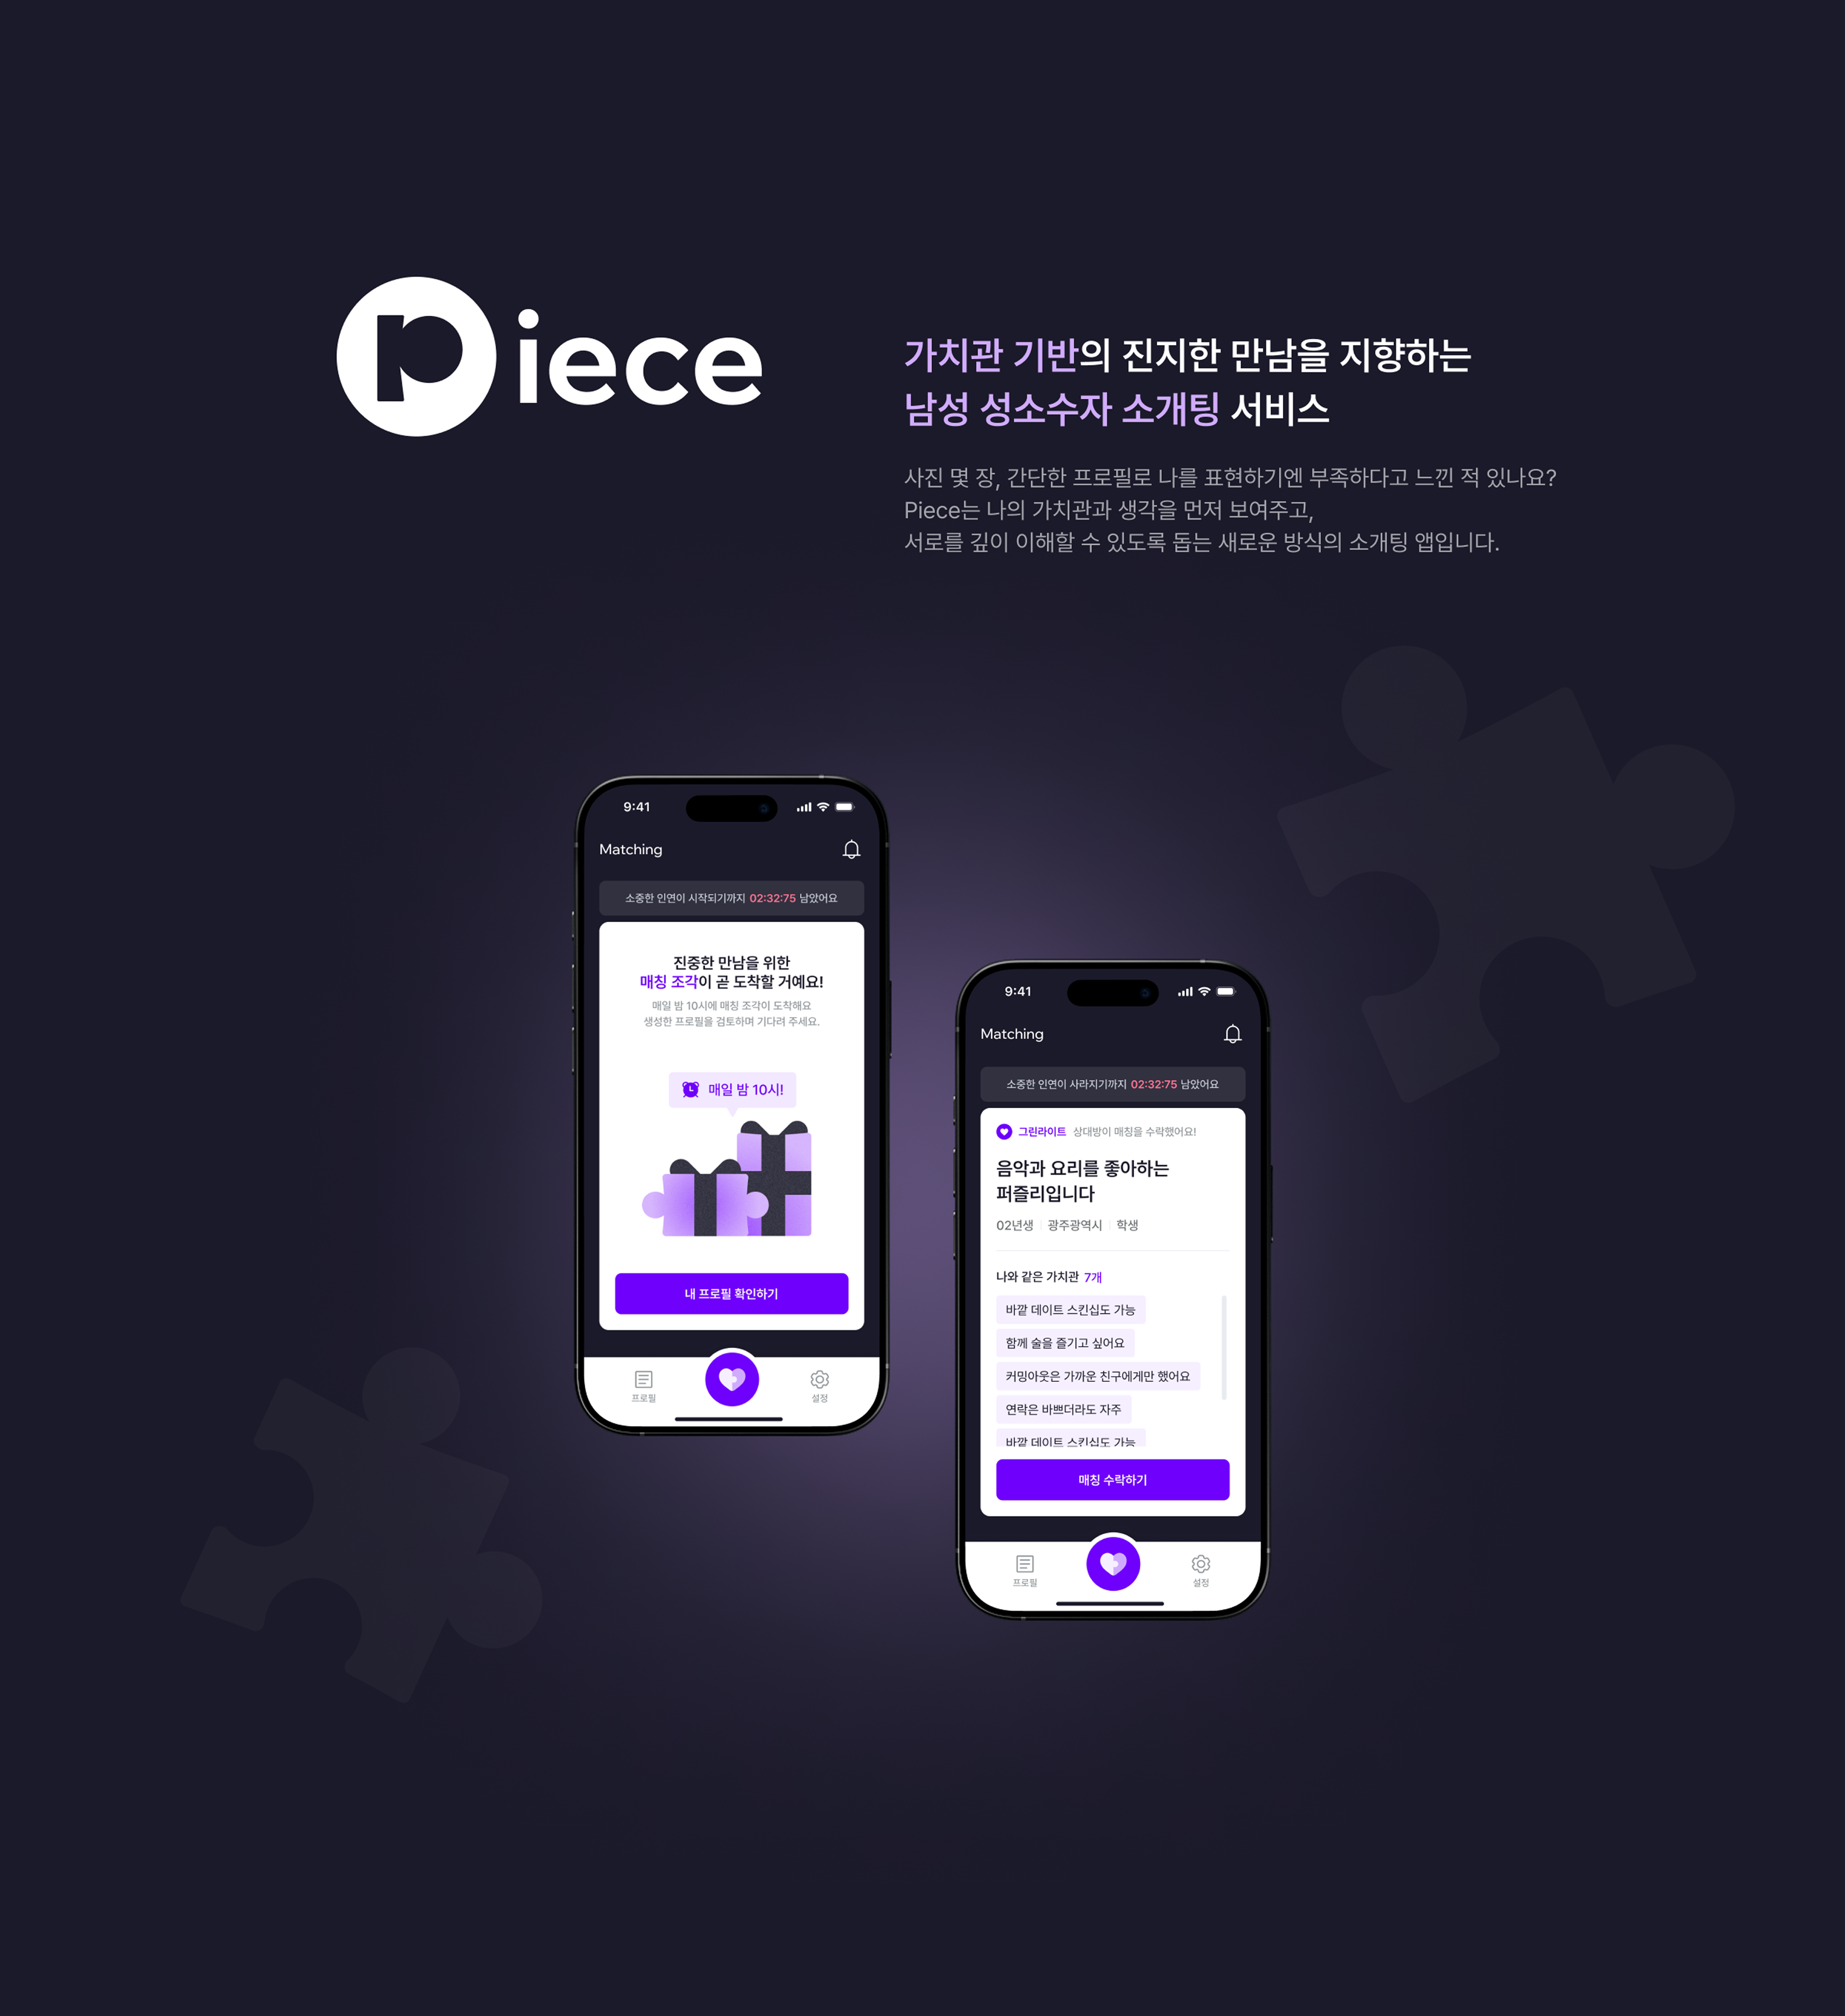 Piece
가치관 기반의 진지한 만남을 지향하는
남성 성소수자 소개팅 서비스
사진 몇 장, 간단한 프로필로 나를 표현하기엔 부족하다고 느낀 적 있나요?
Piece는 나의 가치관과 생각을 먼저 보여주고,
서로를 깊이 이해할 수 있도록 돕는 새로운 방식의 소개팅 앱입니다.
9:41
Matching
소중한 인연이 시작되기까지 02:32:75 남았어요
진중한 만남을 위한
매칭 조각이 곧 도착할 거예요!
매일 밤 10시에 매칭 조각이 도착해요
생성한 프로필을 검토하며 기다려 주세요.
매일 밤 10시!
내 프로필 확인하기
프로필
설정
9:41
Matching
소중한 인연이 사라지기까지 02:32:75 남았어요
그린라이트 상대방이 매칭을 수락했어요!
음악과 요리를 좋아하는
퍼즐리입니다
02년생 광주광역시 학생
나와 같은 가치관 7개
바깥 데이트 스킨십도 가능
함께 술을 즐기고 싶어요
커밍아웃은 가까운 친구에게만 했어요
연락은 바쁘더라도 자주
바깥 데이트 스킨십도 가능
매칭 수락하기
프로필
설정